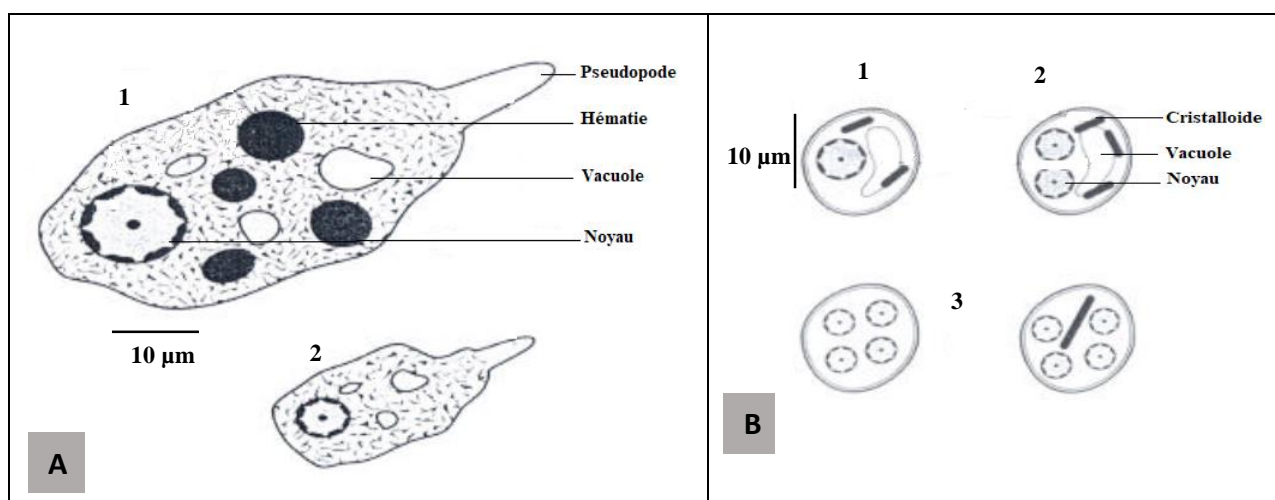 1
Pseudopode
Hématie
Vacuole
Noyau
10 µm
2
A
1
2
10 µm
Cristalloide
Vacuole
Noyau
3
B